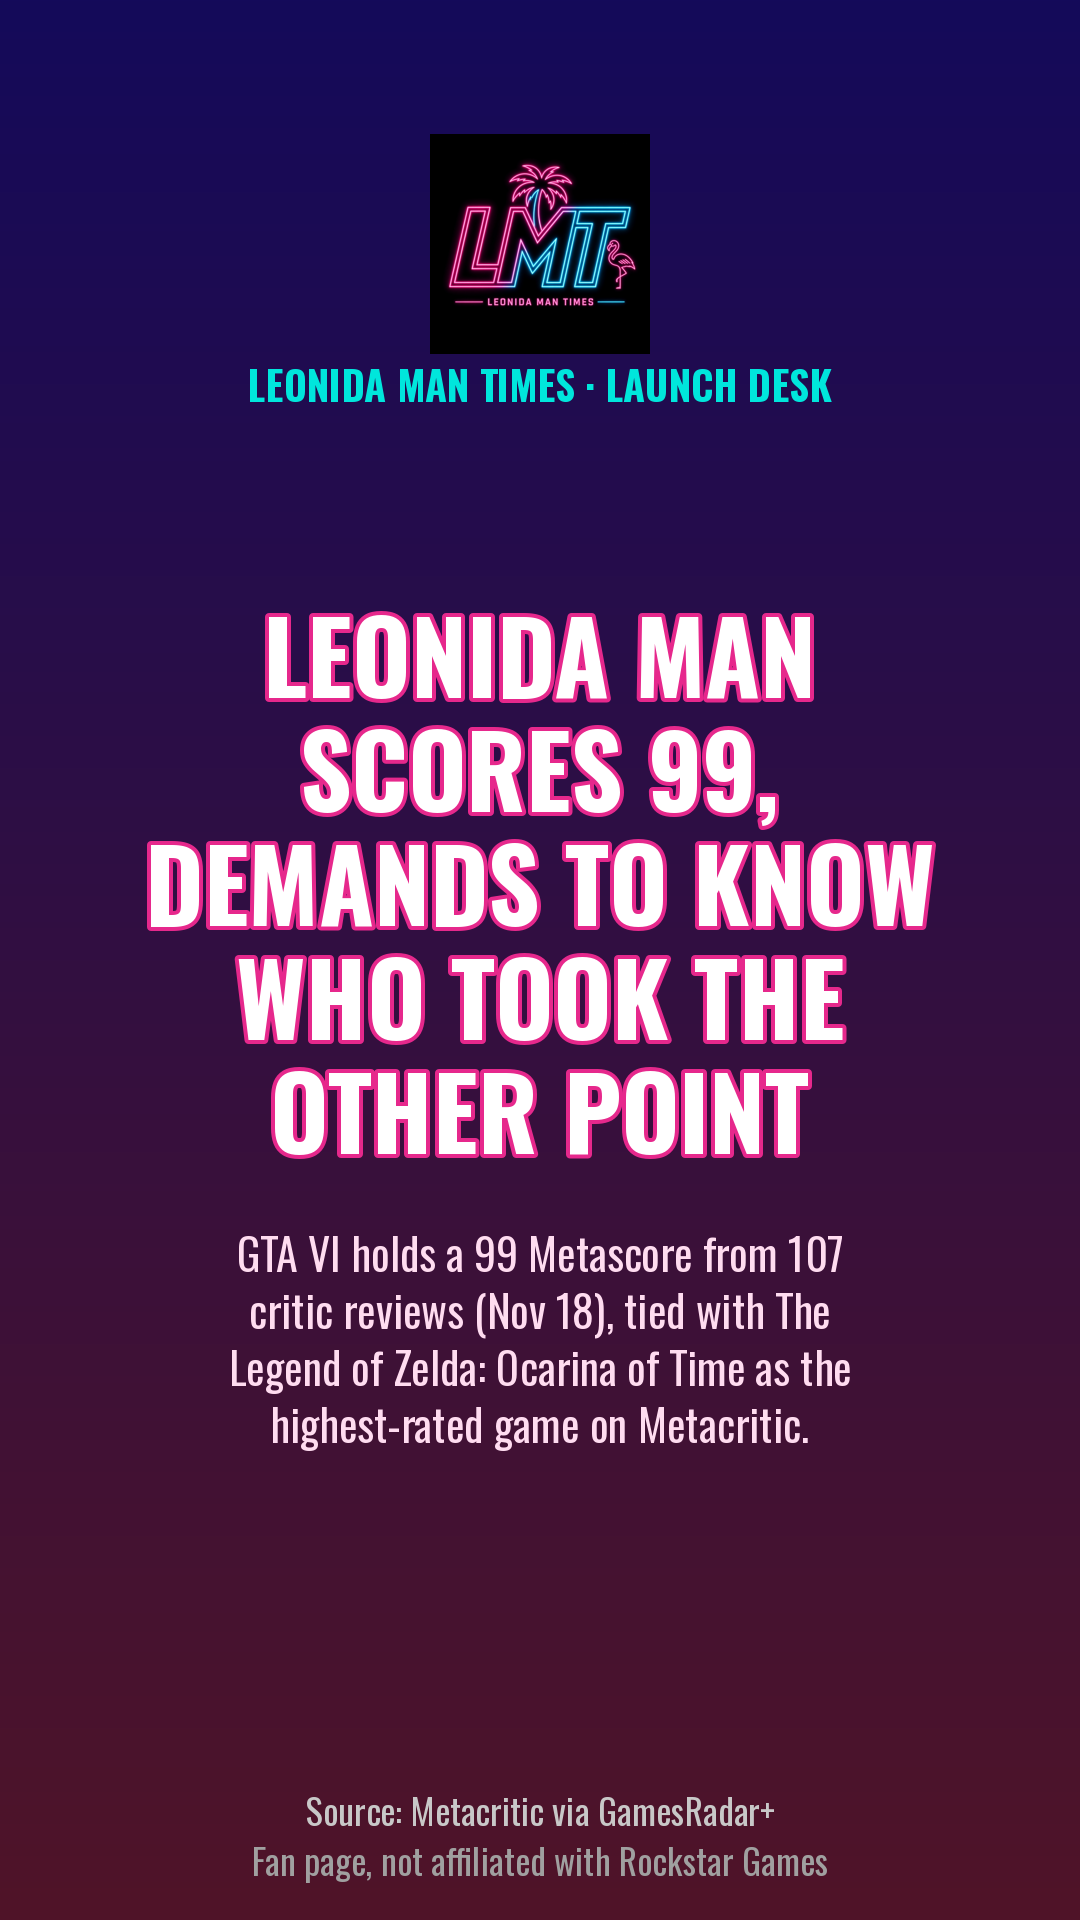 LMT
LEONIDA MAN TIMES
LEONIDA MAN TIMES · LAUNCH DESK
LEONIDA MAN
SCORES 99,
DEMANDS TO KNOW
WHO TOOK THE
OTHER POINT
GTA VI holds a 99 Metascore from 107
critic reviews (Nov 18), tied with The
Legend of Zelda: Ocarina of Time as the
highest-rated game on Metacritic.
Source: Metacritic via GamesRadar+
Fan page, not affiliated with Rockstar Games